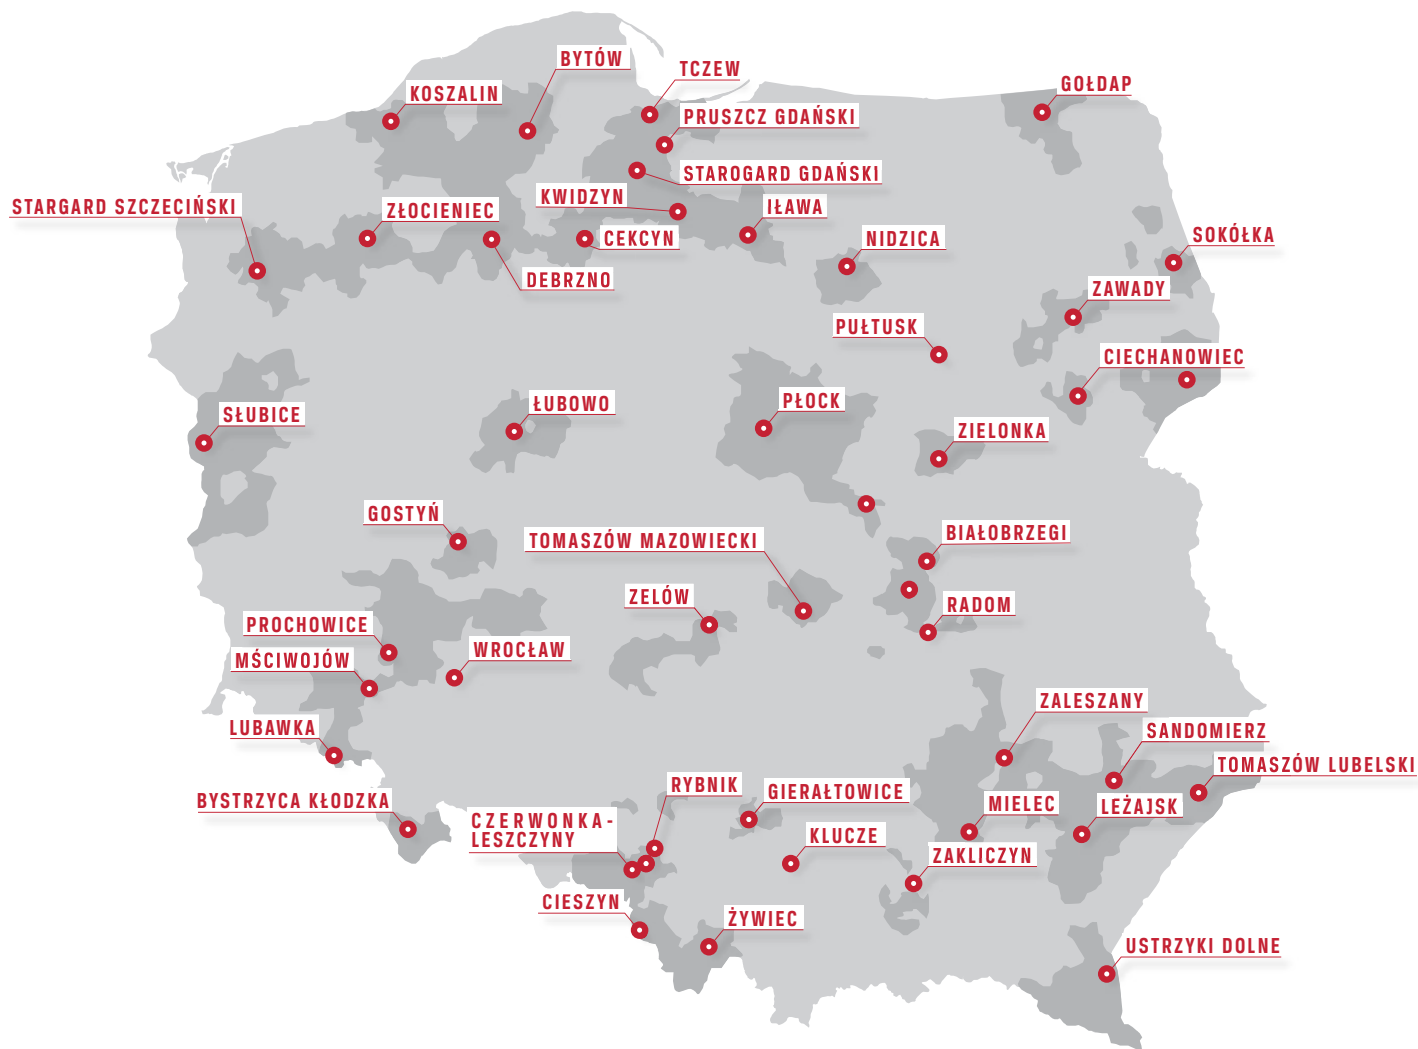 BYTÓW
TCZEW
GOŁDAP
KOSZALIN
PRUSZCZ GDAŃSKI
STAROGARD GDAŃSKI
KWIDZYN
STARGARD SZCZECIŃSKI
ZŁOCIENIEC
IŁAWA
CEKCYN
NIDZICA
SOKÓŁKA
DEBRZNO
ZAWADY
PUŁTUSK
CIECHANOWIEC
ŁUBOWO
PŁOCK
SŁUBICE
ZIELONKA
GOSTYŃ
TOMASZÓW MAZOWIECKI
BIAŁOBRZEGI
ZELÓW
RADOM
PROCHOWICE
WROCŁAW
MŚCIWOJÓW
ZALESZANY
LUBAWKA
SANDOMIERZ
TOMASZÓW LUBELSKI
RYBNIK
GIERAŁTOWICE
BYSTRZYCA KŁODZKA
MIELEC
LEŻAJSK
CZERWONKA-
LESZCZYNY
KLUCZE
ZAKLICZYN
CIESZYN
ŻYWIEC
USTRZYKI DOLNE